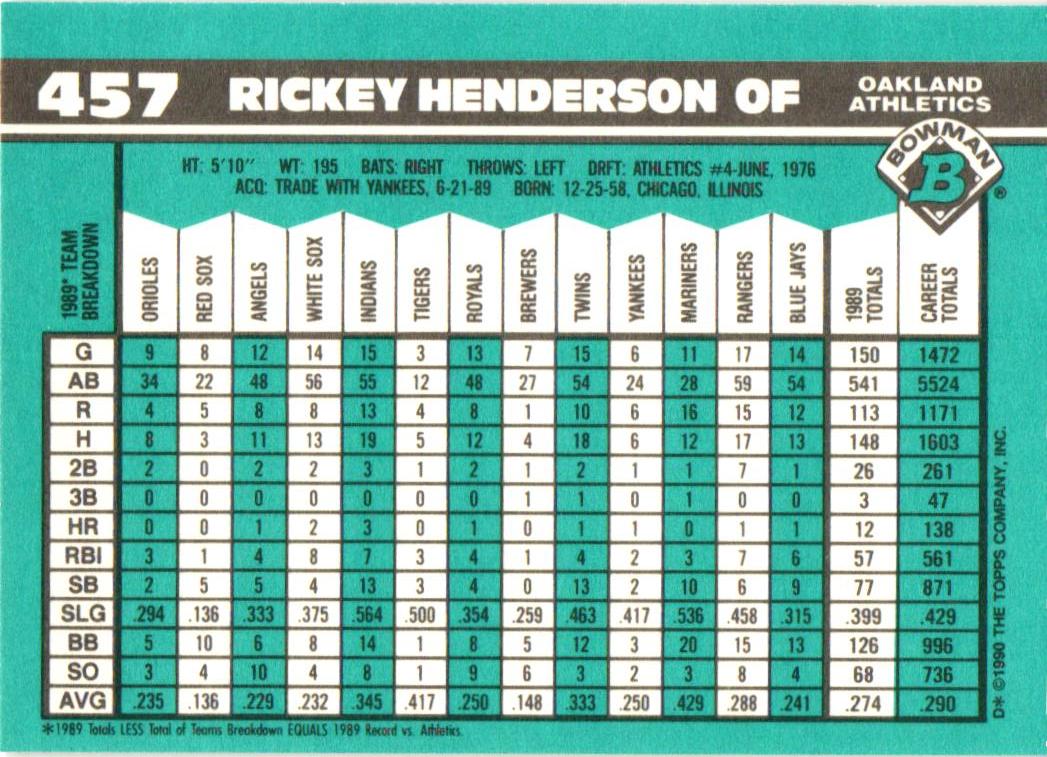 457 RICKEY HENDERSON OF OAKLAND ATHLETICS
BOWMAN
B ®
HT: 5'10" WT: 195 BATS: RIGHT THROWS: LEFT DRFT: ATHLETICS #4-JUNE, 1976
ACQ: TRADE WITH YANKEES, 6-21-89 BORN: 12-25-58, CHICAGO, ILLINOIS
1989* TEAM BREAKDOWN ORIOLES RED SOX ANGELS WHITE SOX INDIANS TIGERS ROYALS BREWERS TWINS YANKEES MARINERS RANGERS BLUE JAYS 1989 TOTALS CAREER TOTALS
G 9 8 12 14 15 3 13 7 15 6 11 17 14 150 1472
AB 34 22 48 56 55 12 48 27 54 24 28 59 54 541 5524
R 4 5 8 8 13 4 8 1 10 6 16 15 12 113 1171
H 8 3 11 13 19 5 12 4 18 6 12 17 13 148 1603
2B 2 0 2 2 3 1 2 1 2 1 1 7 1 26 261
3B 0 0 0 0 0 0 0 1 1 0 1 0 0 3 47
HR 0 0 1 2 3 0 1 0 1 1 0 1 1 12 138
RBI 3 1 4 8 7 3 4 1 4 2 3 7 6 57 561
SB 2 5 5 4 13 3 4 0 13 2 10 6 9 77 871
SLG .294 .136 .333 .375 .564 .500 .354 .259 .463 .417 .536 .458 .315 .399 .429
BB 5 10 6 8 14 1 8 5 12 3 20 15 13 126 996
SO 3 4 10 4 8 1 9 6 3 2 3 8 4 68 736
AVG .235 .136 .229 .232 .345 .417 .250 .148 .333 .250 .429 .288 .241 .274 .290
*1989 Totals LESS Total of Teams Breakdown EQUALS 1989 Record vs. Athletics.
D* ©1990 THE TOPPS COMPANY, INC.